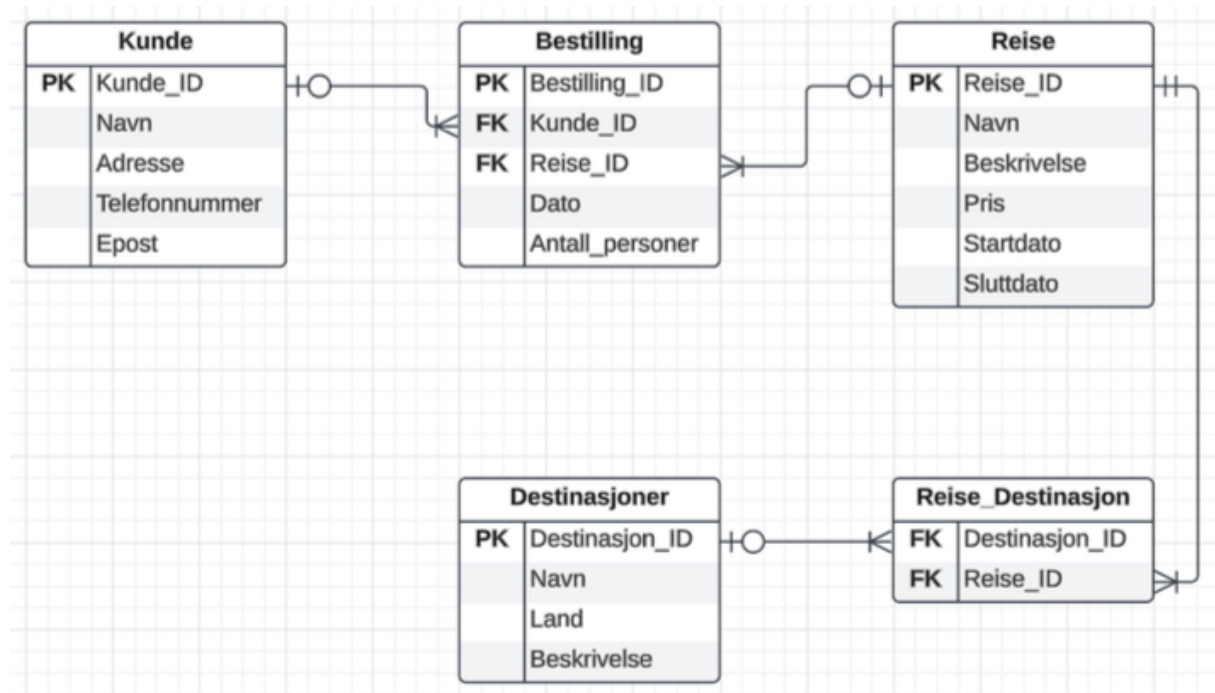 Kunde
PK Kunde_ID
Navn
Adresse
Telefonnummer
Epost
Bestilling
PK Bestilling_ID
FK Kunde_ID
FK Reise_ID
Dato
Antall_personer
Reise
PK Reise_ID
Navn
Beskrivelse
Pris
Startdato
Sluttdato
Destinasjoner
PK Destinasjon_ID
Navn
Land
Beskrivelse
Reise_Destinasjon
FK Destinasjon_ID
FK Reise_ID